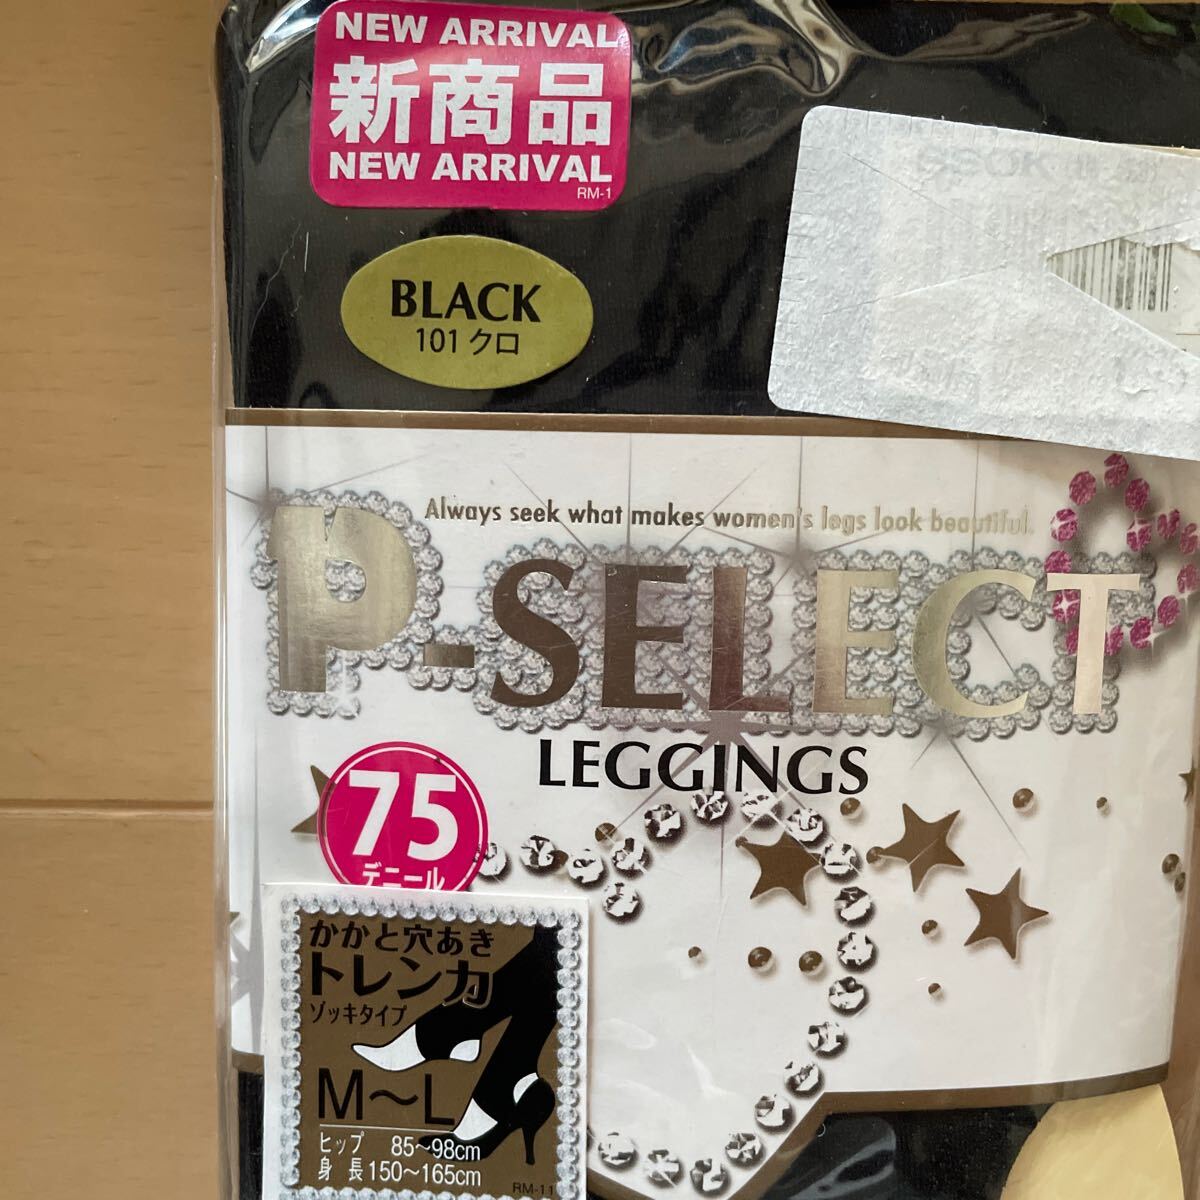 NEW ARRIVAL
新商品
NEW ARRIVAL
RM-1
BLACK
101 クロ
Always seek what makes women's legs look beautiful.
P-SELECT
LEGGINGS
75
デニール
かかと穴あき
トレンカ
ゾッキタイプ
M〜L
ヒップ 85〜98cm
身長 150〜165cm
RM-11